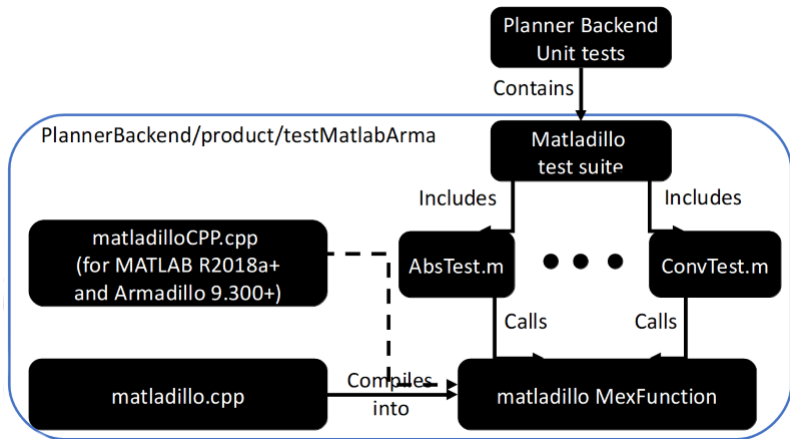 Planner Backend
Unit tests
Contains
PlannerBackend/product/testMatlabArma
Matladillo
test suite
Includes
Includes
matladilloCPP.cpp
(for MATLAB R2018a+
and Armadillo 9.300+)
AbsTest.m
ConvTest.m
Calls
Calls
matladillo.cpp
Compiles
into
matladillo MexFunction